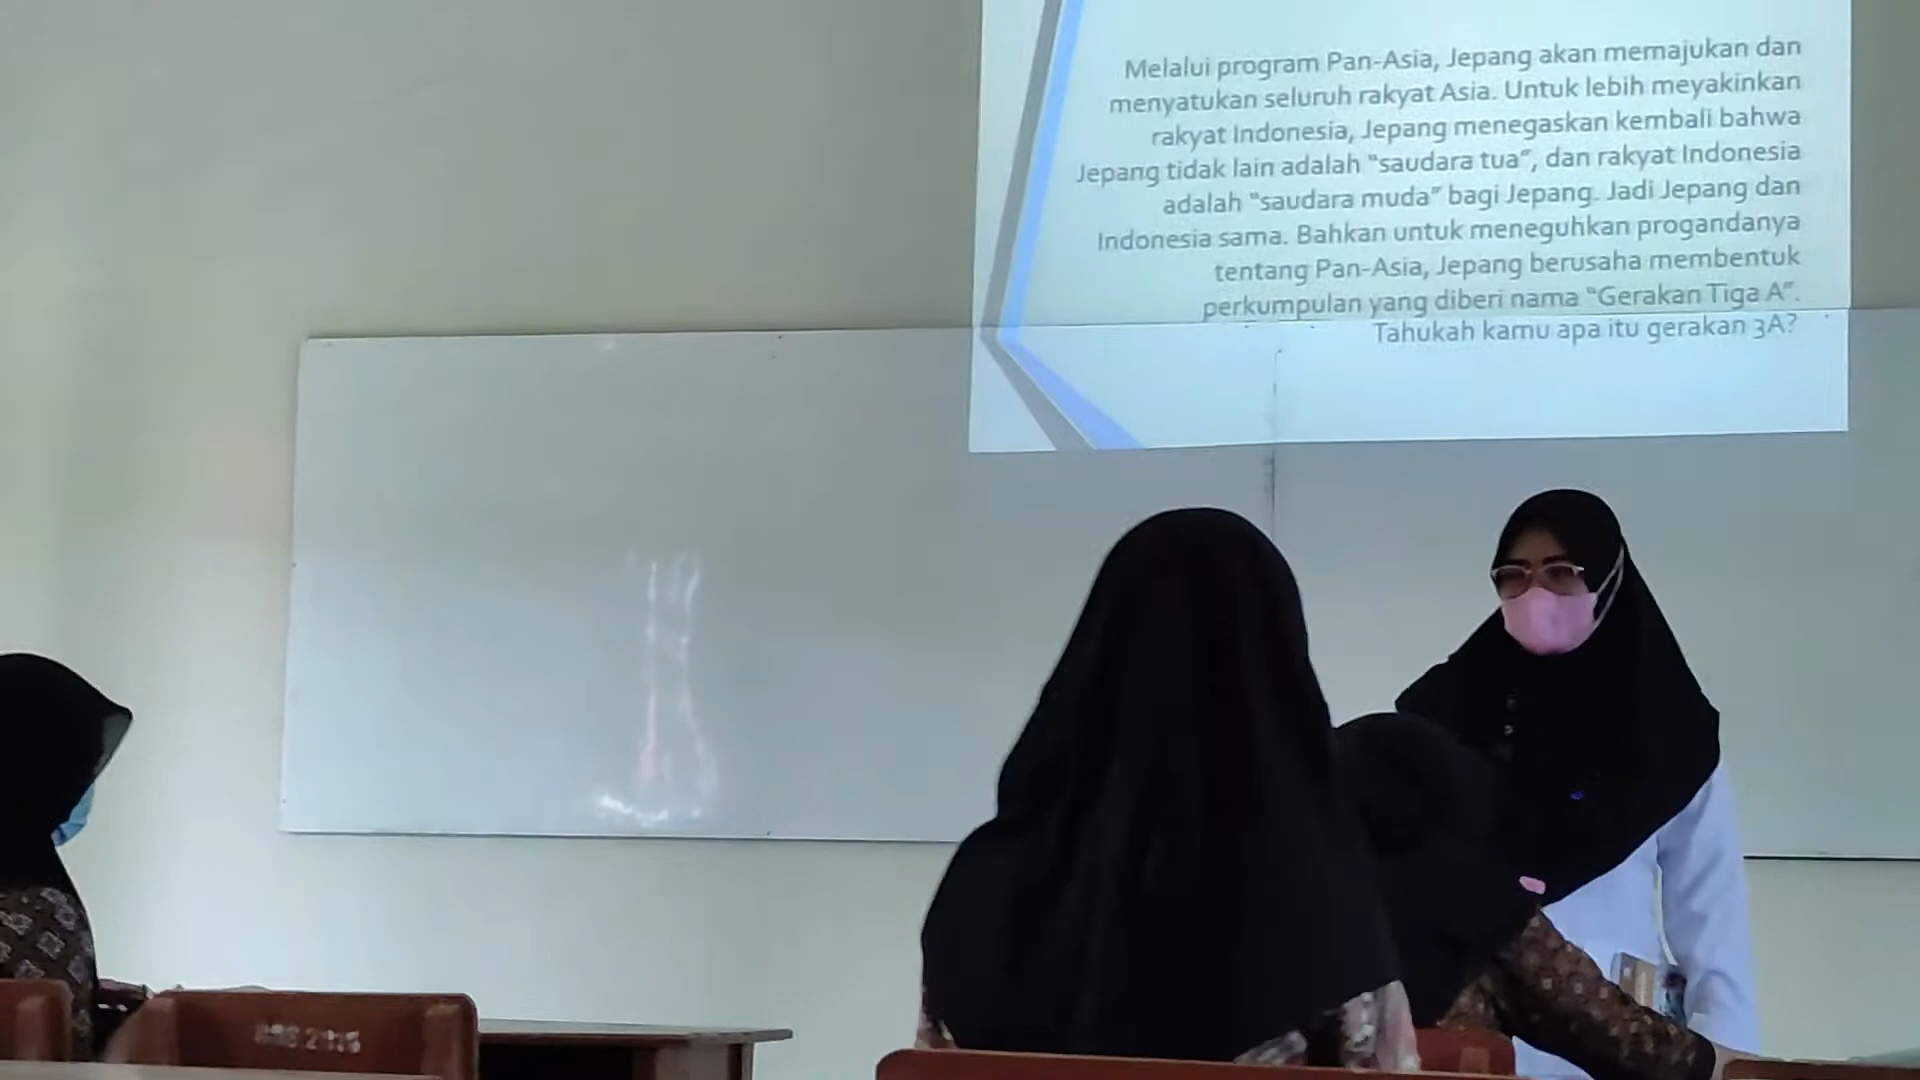 Melalui program Pan-Asia, Jepang akan memajukan dan
menyatukan seluruh rakyat Asia. Untuk lebih meyakinkan
rakyat Indonesia, Jepang menegaskan kembali bahwa
Jepang tidak lain adalah "saudara tua", dan rakyat Indonesia
adalah "saudara muda" bagi Jepang. Jadi Jepang dan
Indonesia sama. Bahkan untuk meneguhkan progandanya
tentang Pan-Asia, Jepang berusaha membentuk
perkumpulan yang diberi nama "Gerakan Tiga A".
Tahukah kamu apa itu gerakan 3A?